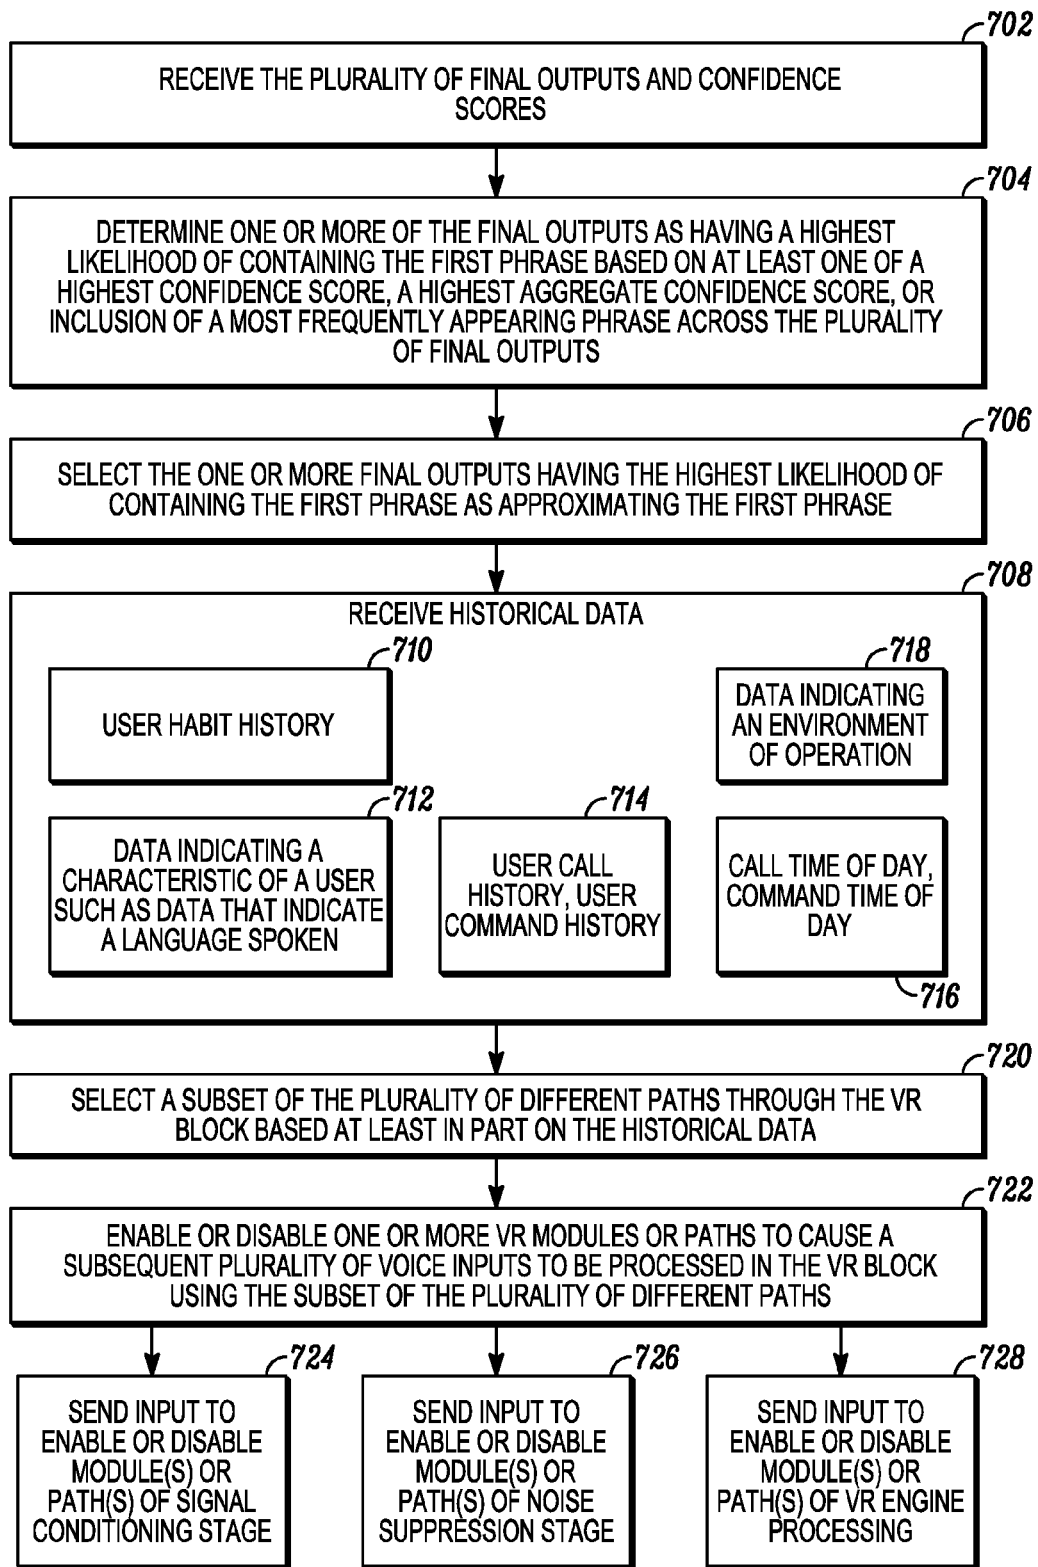 702
RECEIVE THE PLURALITY OF FINAL OUTPUTS AND CONFIDENCE
SCORES
704
DETERMINE ONE OR MORE OF THE FINAL OUTPUTS AS HAVING A HIGHEST
LIKELIHOOD OF CONTAINING THE FIRST PHRASE BASED ON AT LEAST ONE OF A
HIGHEST CONFIDENCE SCORE, A HIGHEST AGGREGATE CONFIDENCE SCORE, OR
INCLUSION OF A MOST FREQUENTLY APPEARING PHRASE ACROSS THE PLURALITY
OF FINAL OUTPUTS
706
SELECT THE ONE OR MORE FINAL OUTPUTS HAVING THE HIGHEST LIKELIHOOD OF
CONTAINING THE FIRST PHRASE AS APPROXIMATING THE FIRST PHRASE
708
RECEIVE HISTORICAL DATA
710
USER HABIT HISTORY
718
DATA INDICATING
AN ENVIRONMENT
OF OPERATION
712
DATA INDICATING A
CHARACTERISTIC OF A USER
SUCH AS DATA THAT INDICATE
A LANGUAGE SPOKEN
714
USER CALL
HISTORY, USER
COMMAND HISTORY
CALL TIME OF DAY,
COMMAND TIME OF
DAY
716
720
SELECT A SUBSET OF THE PLURALITY OF DIFFERENT PATHS THROUGH THE VR
BLOCK BASED AT LEAST IN PART ON THE HISTORICAL DATA
722
ENABLE OR DISABLE ONE OR MORE VR MODULES OR PATHS TO CAUSE A
SUBSEQUENT PLURALITY OF VOICE INPUTS TO BE PROCESSED IN THE VR BLOCK
USING THE SUBSET OF THE PLURALITY OF DIFFERENT PATHS
724
SEND INPUT TO
ENABLE OR DISABLE
MODULE(S) OR
PATH(S) OF SIGNAL
CONDITIONING STAGE
726
SEND INPUT TO
ENABLE OR DISABLE
MODULE(S) OR
PATH(S) OF NOISE
SUPPRESSION STAGE
728
SEND INPUT TO
ENABLE OR DISABLE
MODULE(S) OR
PATH(S) OF VR ENGINE
PROCESSING